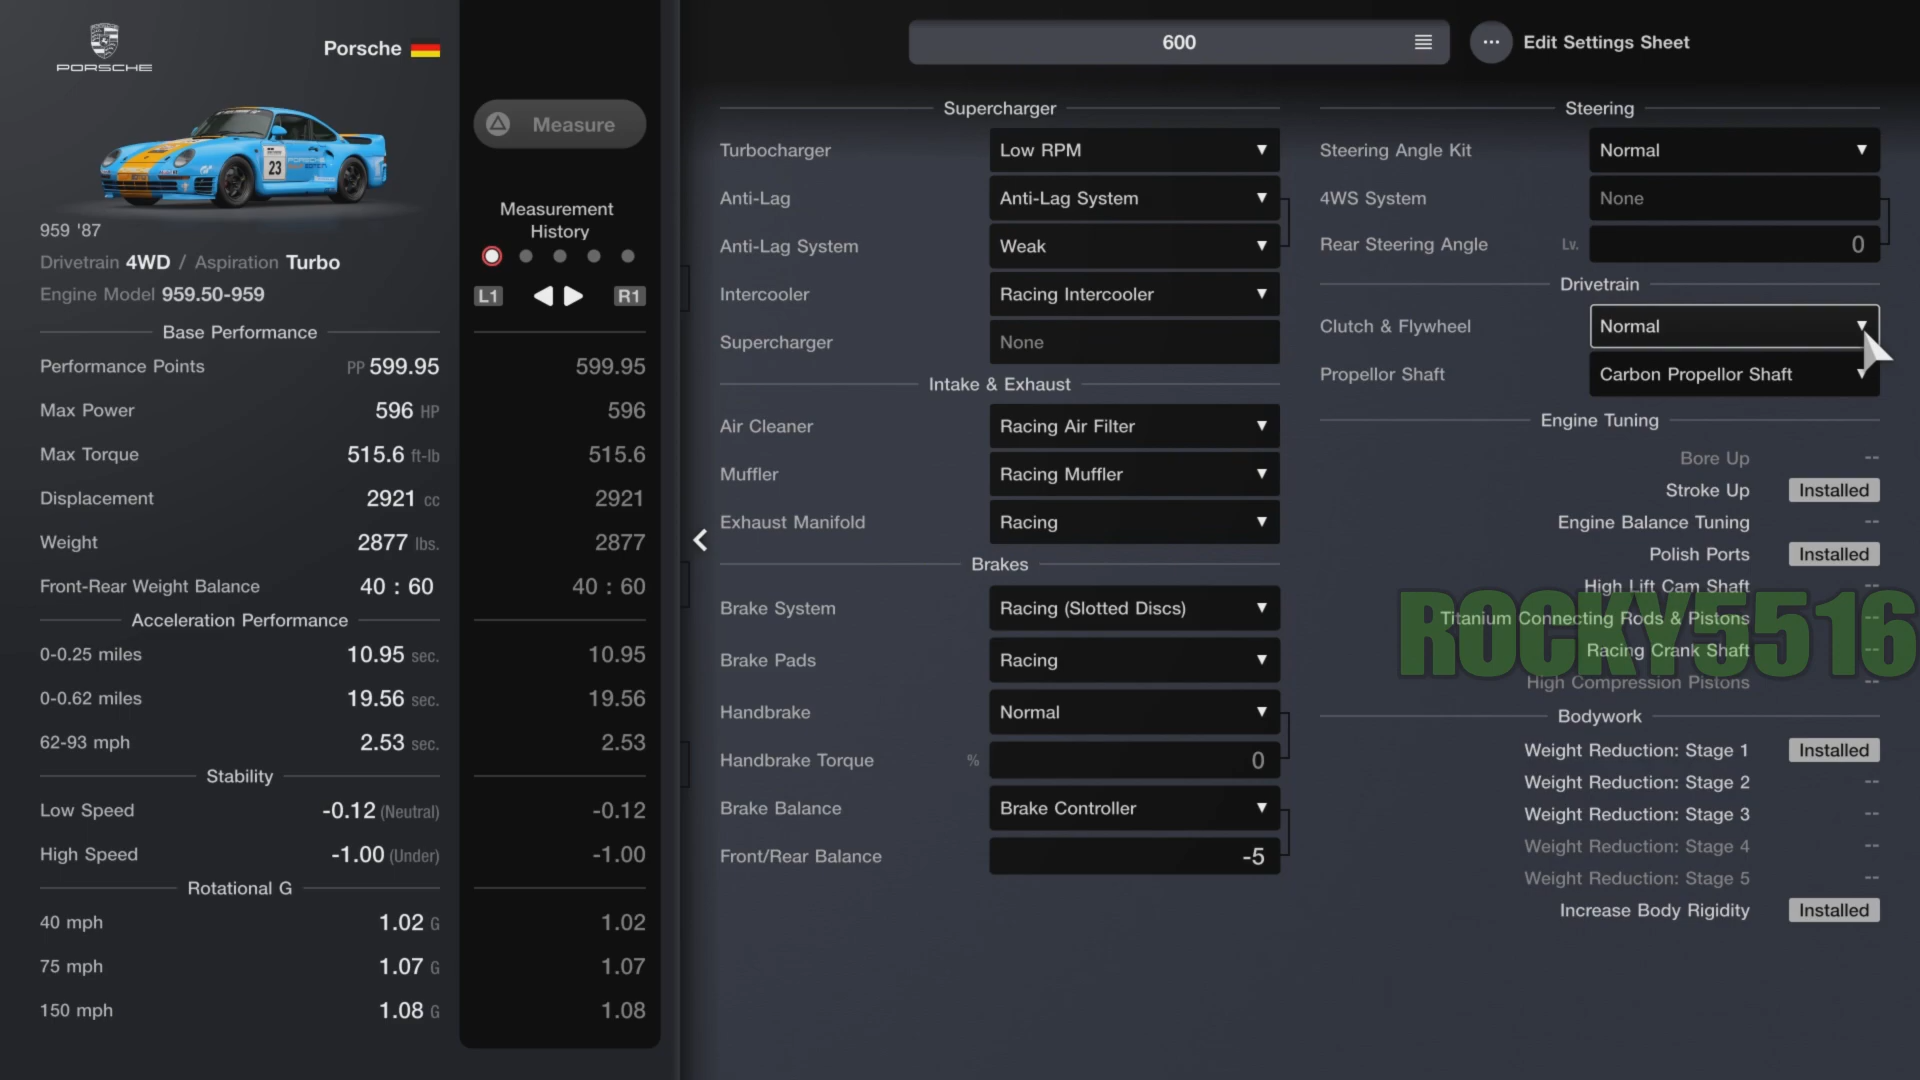 PORSCHE
Porsche
23
959 '87
Drivetrain 4WD / Aspiration Turbo
Engine Model 959.50-959
Base Performance
Performance Points PP 599.95
Max Power 596 HP
Max Torque 515.6 ft-lb
Displacement 2921 cc
Weight 2877 lbs.
Front-Rear Weight Balance 40 : 60
Acceleration Performance
0-0.25 miles 10.95 sec.
0-0.62 miles 19.56 sec.
62-93 mph 2.53 sec.
Stability
Low Speed -0.12 (Neutral)
High Speed -1.00 (Under)
Rotational G
40 mph 1.02 G
75 mph 1.07 G
150 mph 1.08 G
Measure
Measurement
History
L1 R1
599.95
596
515.6
2921
2877
40 : 60
10.95
19.56
2.53
-0.12
-1.00
1.02
1.07
1.08
600
Edit Settings Sheet
Supercharger
Turbocharger Low RPM
Anti-Lag Anti-Lag System
Anti-Lag System Weak
Intercooler Racing Intercooler
Supercharger None
Intake & Exhaust
Air Cleaner Racing Air Filter
Muffler Racing Muffler
Exhaust Manifold Racing
Brakes
Brake System Racing (Slotted Discs)
Brake Pads Racing
Handbrake Normal
Handbrake Torque % 0
Brake Balance Brake Controller
Front/Rear Balance -5
Steering
Steering Angle Kit Normal
4WS System None
Rear Steering Angle Lv. 0
Drivetrain
Clutch & Flywheel Normal
Propellor Shaft Carbon Propellor Shaft
Engine Tuning
Bore Up --
Stroke Up Installed
Engine Balance Tuning --
Polish Ports Installed
High Lift Cam Shaft --
Titanium Connecting Rods & Pistons --
Racing Crank Shaft --
High Compression Pistons --
ROCKY5516
Bodywork
Weight Reduction: Stage 1 Installed
Weight Reduction: Stage 2 --
Weight Reduction: Stage 3 --
Weight Reduction: Stage 4 --
Weight Reduction: Stage 5 --
Increase Body Rigidity Installed